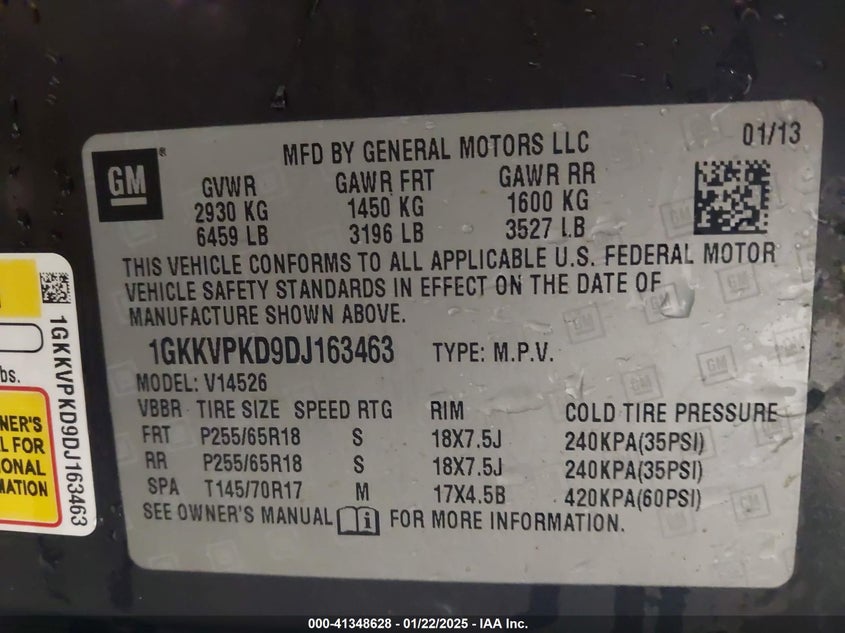 GM
®
MFD BY GENERAL MOTORS LLC
01/13
GVWR GAWR FRT GAWR RR
2930 KG 1450 KG 1600 KG
6459 LB 3196 LB 3527 LB
THIS VEHICLE CONFORMS TO ALL APPLICABLE U.S. FEDERAL MOTOR
VEHICLE SAFETY STANDARDS IN EFFECT ON THE DATE OF
MANUFACTURE SHOWN ABOVE.
1GKKVPKD9DJ163463 TYPE: M.P.V.
MODEL: V14526
VBBR TIRE SIZE SPEED RTG RIM COLD TIRE PRESSURE
FRT P255/65R18 S 18X7.5J 240KPA(35PSI)
RR P255/65R18 S 18X7.5J 240KPA(35PSI)
SPA T145/70R17 M 17X4.5B 420KPA(60PSI)
SEE OWNER'S MANUAL FOR MORE INFORMATION.
bs.
OWNER'S
L FOR
IONAL
RMATION
1GKKVPKD9DJ163463
000-41348628 - 01/22/2025 - IAA Inc.